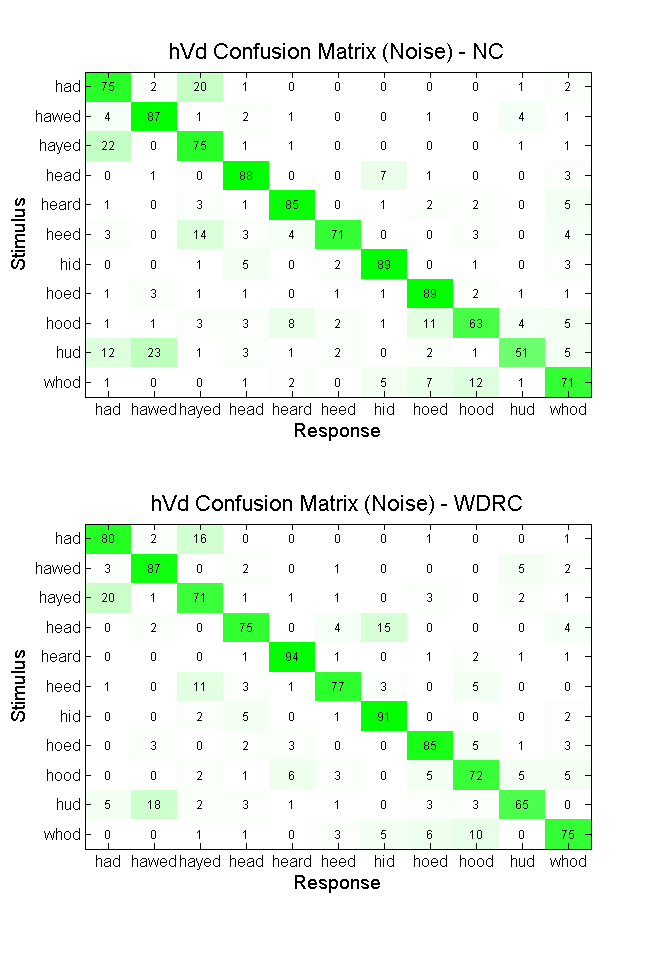 hVd Confusion Matrix (Noise) - NC
had 75 2 20 1 0 0 0 0 0 1 2
hawed 4 87 1 2 1 0 0 1 0 4 1
hayed 22 0 75 1 1 0 0 0 0 1 1
head 0 1 0 88 0 0 7 1 0 0 3
heard 1 0 3 1 85 0 1 2 2 0 5
heed 3 0 14 3 4 71 0 0 3 0 4
hid 0 0 1 5 0 2 89 0 1 0 3
hoed 1 3 1 1 0 1 1 89 2 1 1
hood 1 1 3 3 8 2 1 11 63 4 5
hud 12 23 1 3 1 2 0 2 1 51 5
whod 1 0 0 1 2 0 5 7 12 1 71
had hawed hayed head heard heed hid hoed hood hud whod
Response
Stimulus
hVd Confusion Matrix (Noise) - WDRC
had 80 2 16 0 0 0 0 1 0 0 1
hawed 3 87 0 2 0 1 0 0 0 5 2
hayed 20 1 71 1 1 1 0 3 0 2 1
head 0 2 0 75 0 4 15 0 0 0 4
heard 0 0 0 1 94 1 0 1 2 1 1
heed 1 0 11 3 1 77 3 0 5 0 0
hid 0 0 2 5 0 1 91 0 0 0 2
hoed 0 3 0 2 3 0 0 85 5 1 3
hood 0 0 2 1 6 3 0 5 72 5 5
hud 5 18 2 3 1 1 0 3 3 65 0
whod 0 0 1 1 0 3 5 6 10 0 75
had hawed hayed head heard heed hid hoed hood hud whod
Response
Stimulus